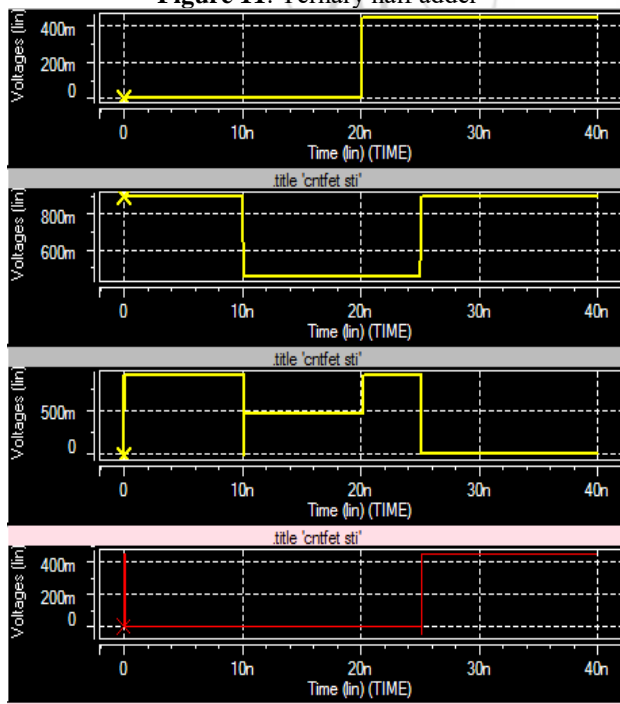 Figure 11: Ternary half adder
Voltages (lin)
400m
200m
0
0 10n 20n 30n 40n
Time (lin) (TIME)
.title 'cntfet sti'
Voltages (lin)
800m
600m
0 10n 20n 30n 40n
Time (lin) (TIME)
.title 'cntfet sti'
Voltages (lin)
500m
0
0 10n 20n 30n 40n
Time (lin) (TIME)
.title 'cntfet sti'
Voltages (lin)
400m
200m
0
0 10n 20n 30n 40n
Time (lin) (TIME)